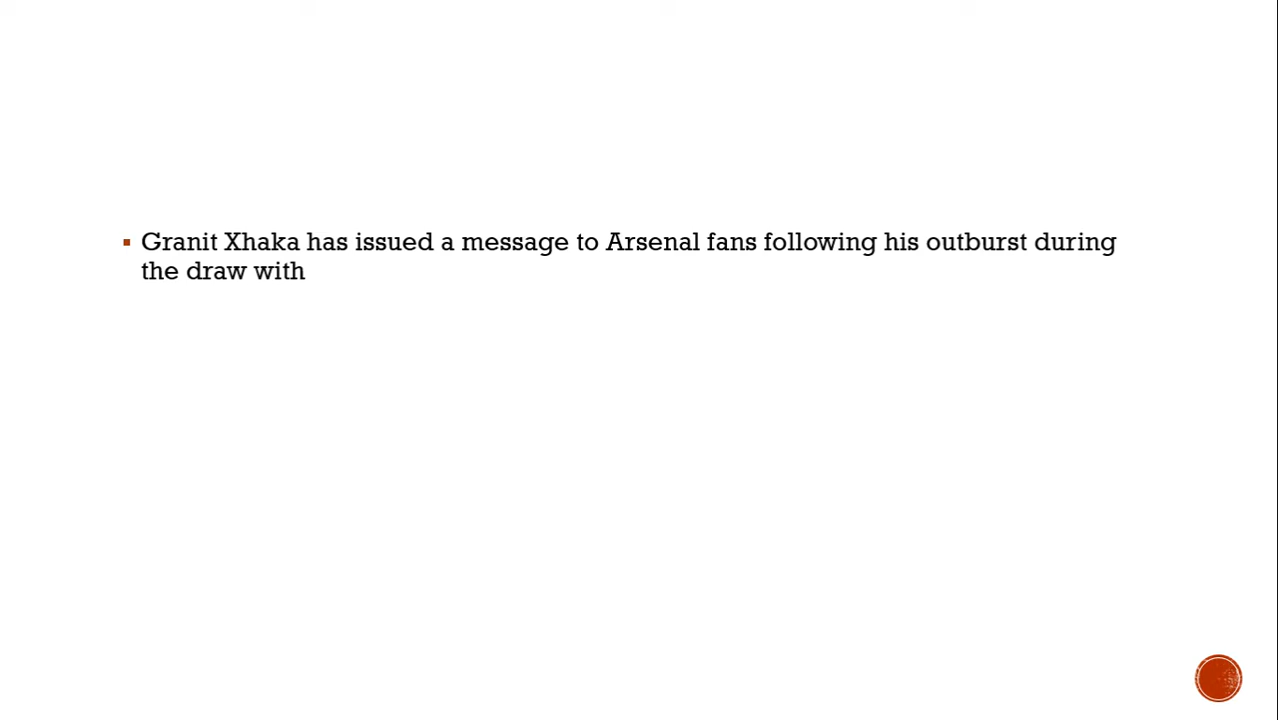 Granit Xhaka has issued a message to Arsenal fans following his outburst during
the draw with